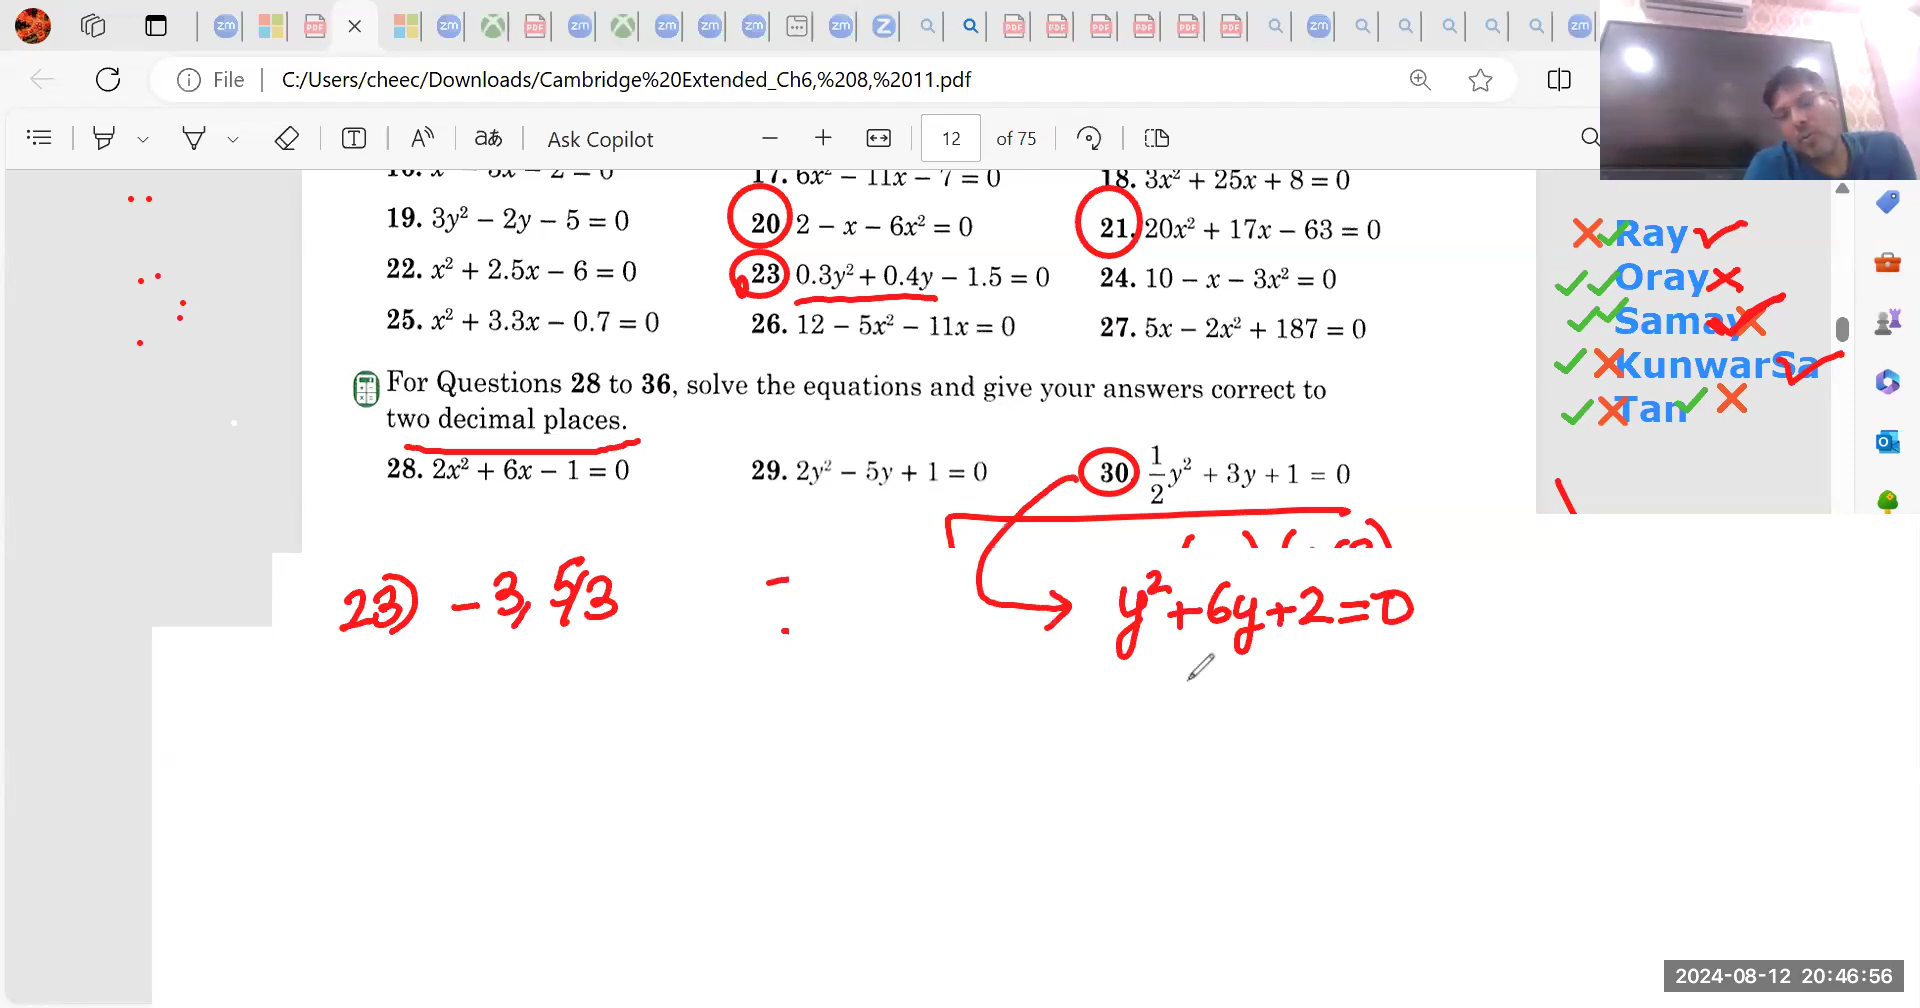 File
C:/Users/cheec/Downloads/Cambridge%20Extended_Ch6,%208,%2011.pdf
Ask Copilot
12 of 75
17. 6x² − 11x − 7 = 0
18. 3x² + 25x + 8 = 0
19. 3y² − 2y − 5 = 0
20 2 − x − 6x² = 0
21. 20x² + 17x − 63 = 0
22. x² + 2.5x − 6 = 0
23 0.3y² + 0.4y − 1.5 = 0
24. 10 − x − 3x² = 0
25. x² + 3.3x − 0.7 = 0
26. 12 − 5x² − 11x = 0
27. 5x − 2x² + 187 = 0
For Questions 28 to 36, solve the equations and give your answers correct to
two decimal places.
28. 2x² + 6x − 1 = 0
29. 2y² − 5y + 1 = 0
30 1/2 y² + 3y + 1 = 0
23) −3, 5/3
y² + 6y + 2 = 0
Ray
Oray
Samay
KunwarSa
Tan
2024-08-12 20:46:56